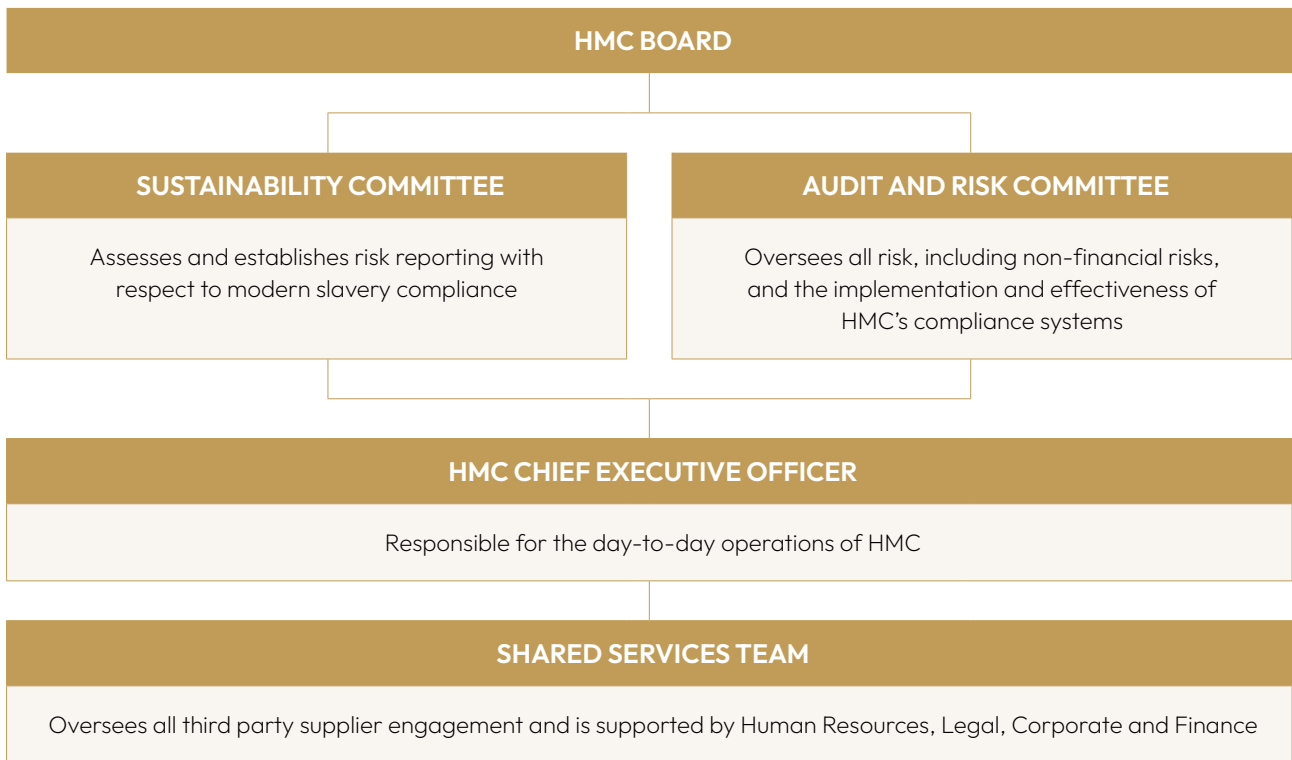 HMC BOARD
SUSTAINABILITY COMMITTEE
Assesses and establishes risk reporting with
respect to modern slavery compliance
AUDIT AND RISK COMMITTEE
Oversees all risk, including non-financial risks,
and the implementation and effectiveness of
HMC’s compliance systems
HMC CHIEF EXECUTIVE OFFICER
Responsible for the day-to-day operations of HMC
SHARED SERVICES TEAM
Oversees all third party supplier engagement and is supported by Human Resources, Legal, Corporate and Finance